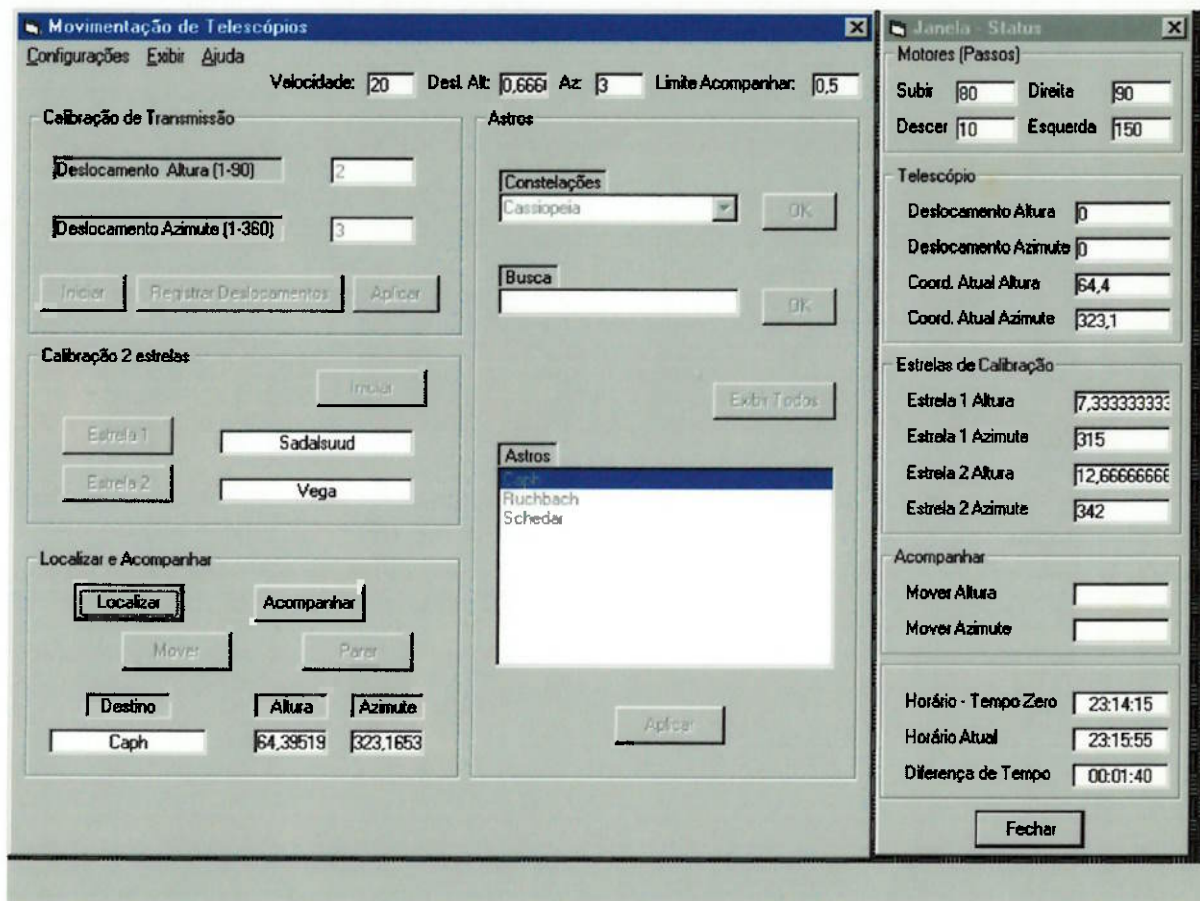 Movimentação de Telescópios
Configurações Exibir Ajuda
Velocidade: 20 Desl. Alt: 0,6666 Az: 3 Limite Acompanhar: 0,5
Calibração de Transmissão
Deslocamento Altura (1-90) 2
Deslocamento Azimute (1-360) 3
Iniciar Registrar Deslocamentos Aplicar
Calibração 2 estrelas
Iniciar
Estrela 1 Sadalsuud
Estrela 2 Vega
Localizar e Acompanhar
Localizar Acompanhar
Mover Parar
Destino Altura Azimute
Caph 64,39519 323,1653
Astros
Constelações
Cassiopeia OK
Busca
OK
Exibir Todos
Astros
Caph
Ruchbach
Schedar
Aplicar
Janela - Status
Motores (Passos)
Subir 80 Direita 90
Descer 10 Esquerda 150
Telescópio
Deslocamento Altura 0
Deslocamento Azimute 0
Coord. Atual Altura 64,4
Coord. Atual Azimute 323,1
Estrelas de Calibração
Estrela 1 Altura 7,333333333
Estrela 1 Azimute 315
Estrela 2 Altura 12,66666666
Estrela 2 Azimute 342
Acompanhar
Mover Altura
Mover Azimute
Horário - Tempo Zero 23:14:15
Horário Atual 23:15:55
Diferença de Tempo 00:01:40
Fechar